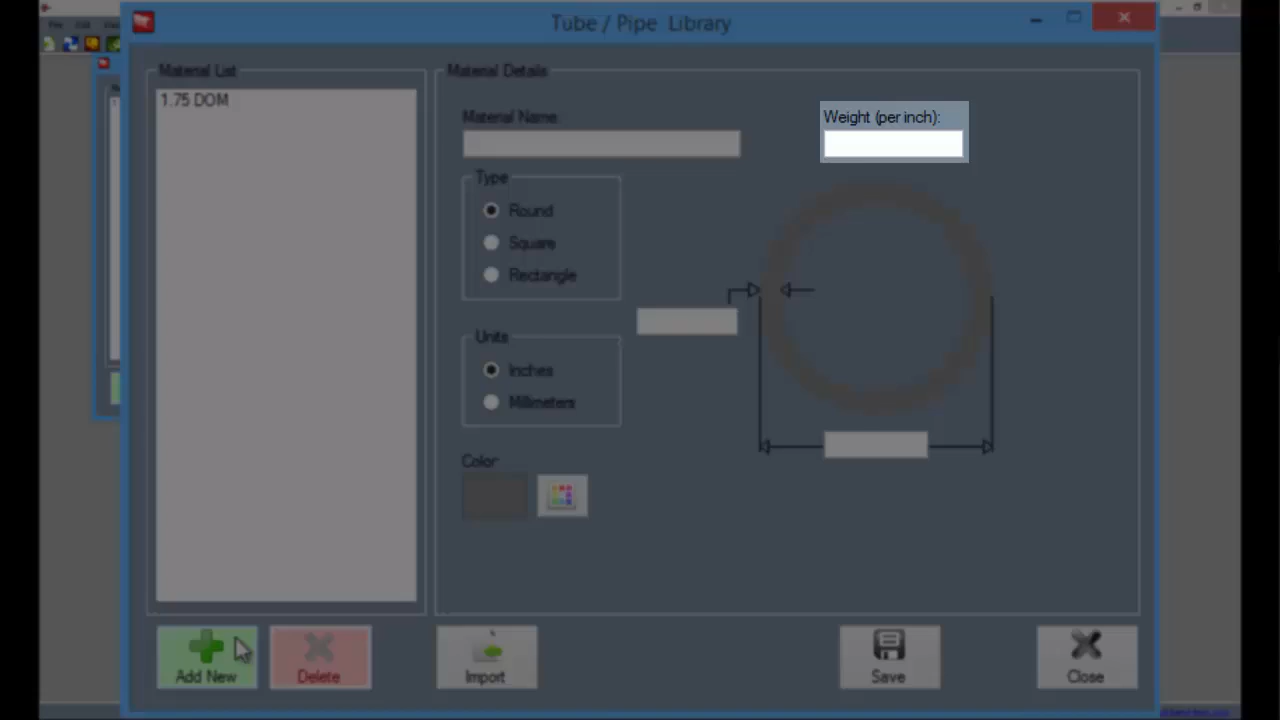 Tube / Pipe Library
Material List
1.75 DOM
Material Details
Material Name
Weight (per inch):
Type
Round
Square
Rectangle
Units
Inches
Millimeters
Color
Add New
Delete
Import
Save
Close